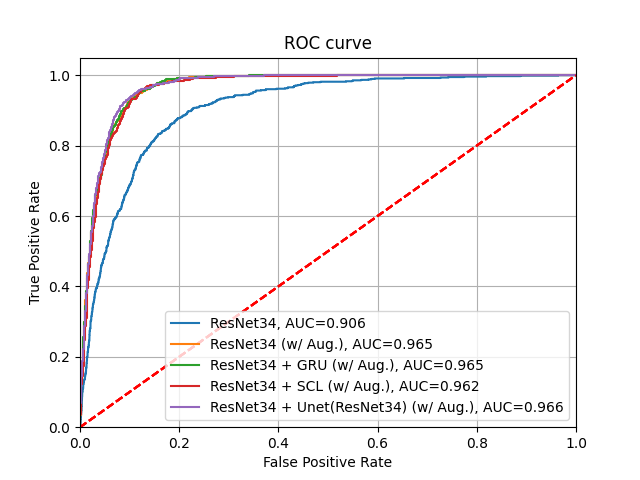 ROC curve
True Positive Rate
1.0
0.8
0.6
0.4
0.2
0.0
ResNet34, AUC=0.906
ResNet34 (w/ Aug.), AUC=0.965
ResNet34 + GRU (w/ Aug.), AUC=0.965
ResNet34 + SCL (w/ Aug.), AUC=0.962
ResNet34 + Unet(ResNet34) (w/ Aug.), AUC=0.966
0.0 0.2 0.4 0.6 0.8 1.0
False Positive Rate